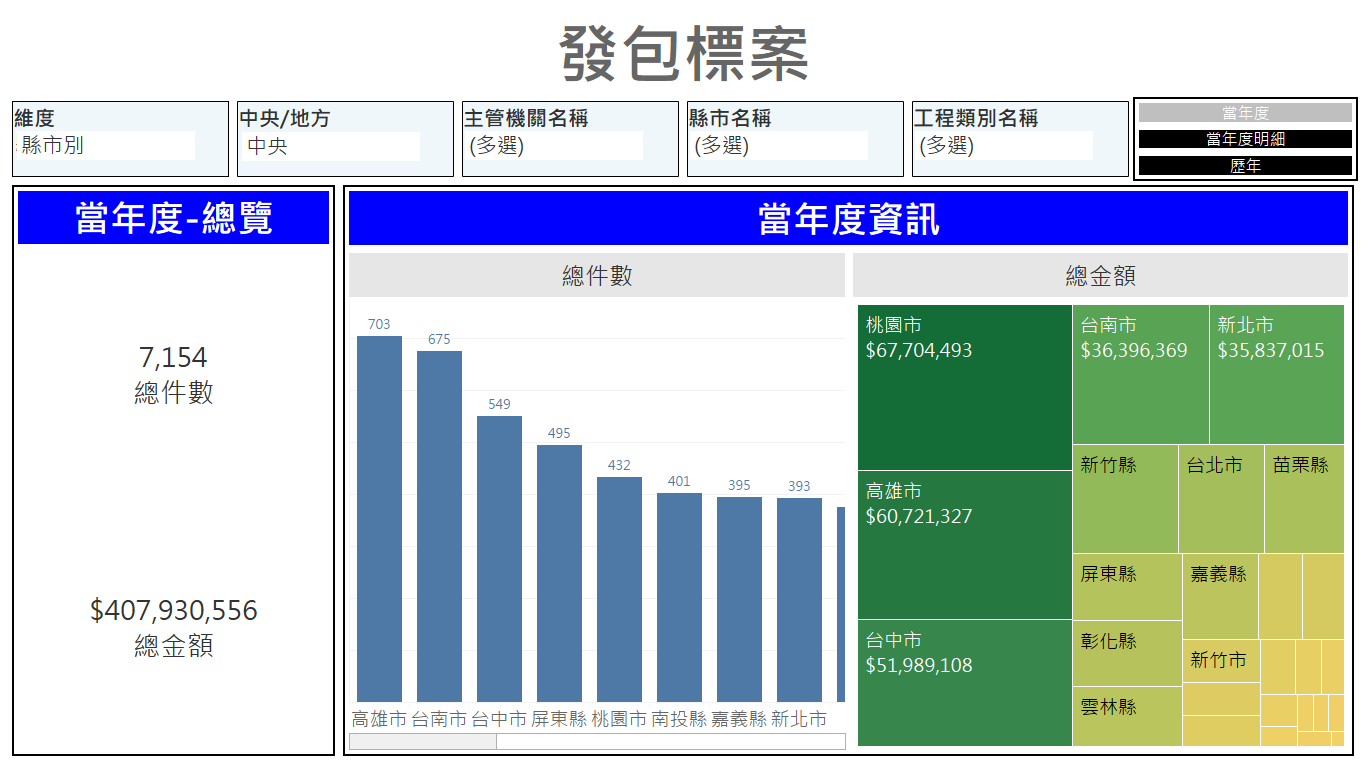 發包標案
維度
縣市別
中央/地方
中央
主管機關名稱
(多選)
縣市名稱
(多選)
工程類別名稱
(多選)
當年度
當年度明細
歷年
當年度-總覽
7,154
總件數
$407,930,556
總金額
當年度資訊
總件數
703
675
549
495
432
401
395
393
高雄市 台南市 台中市 屏東縣 桃園市 南投縣 嘉義縣 新北市
總金額
桃園市
$67,704,493
高雄市
$60,721,327
台中市
$51,989,108
台南市
$36,396,369
新北市
$35,837,015
新竹縣
台北市
苗栗縣
屏東縣
嘉義縣
彰化縣
新竹市
雲林縣